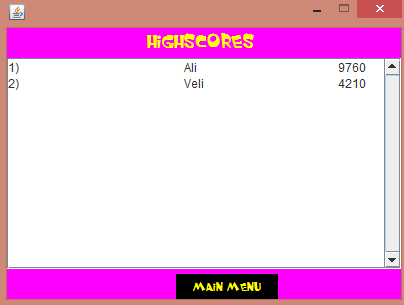 HIGHSCORES
1) Ali 9760
2) Veli 4210
MAIN MENU